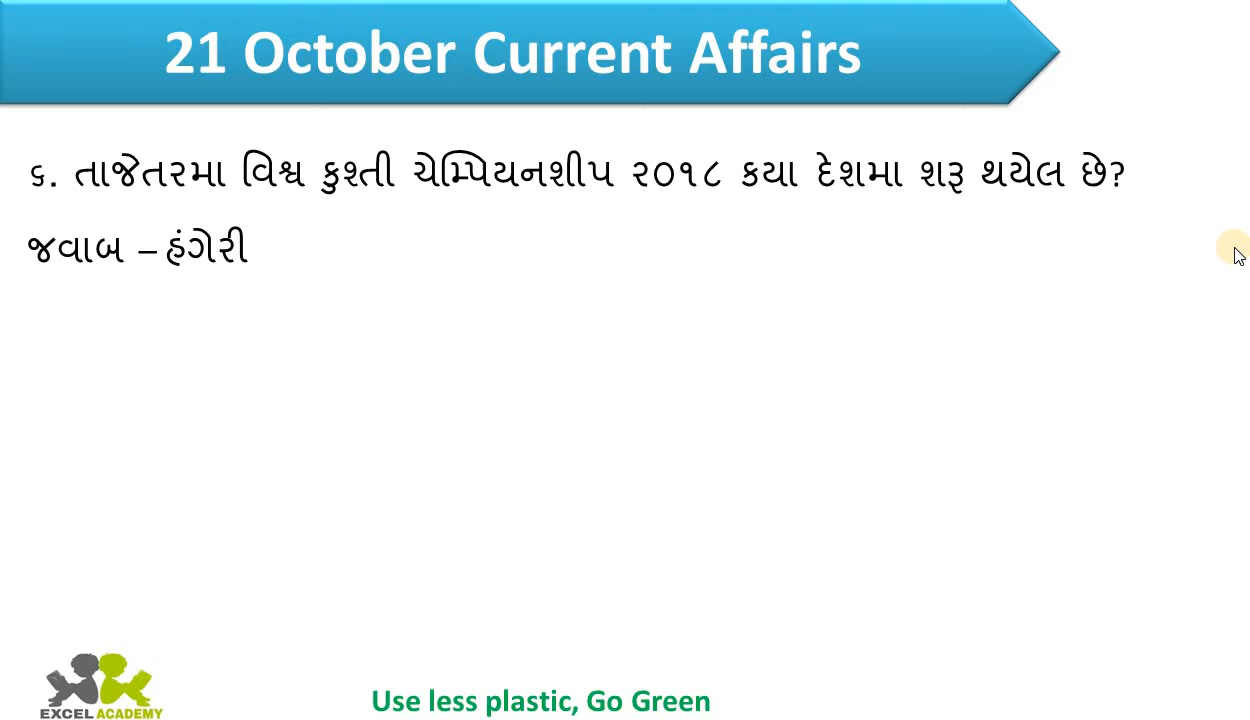 21 October Current Affairs
૬. તાજેતરમા વિશ્વ કુશ્તી ચેમ્પિયનશીપ ૨૦૧૮ કયા દેશમા શરૂ થયેલ છે?
જવાબ – હંગેરી
EXCEL ACADEMY
Use less plastic, Go Green